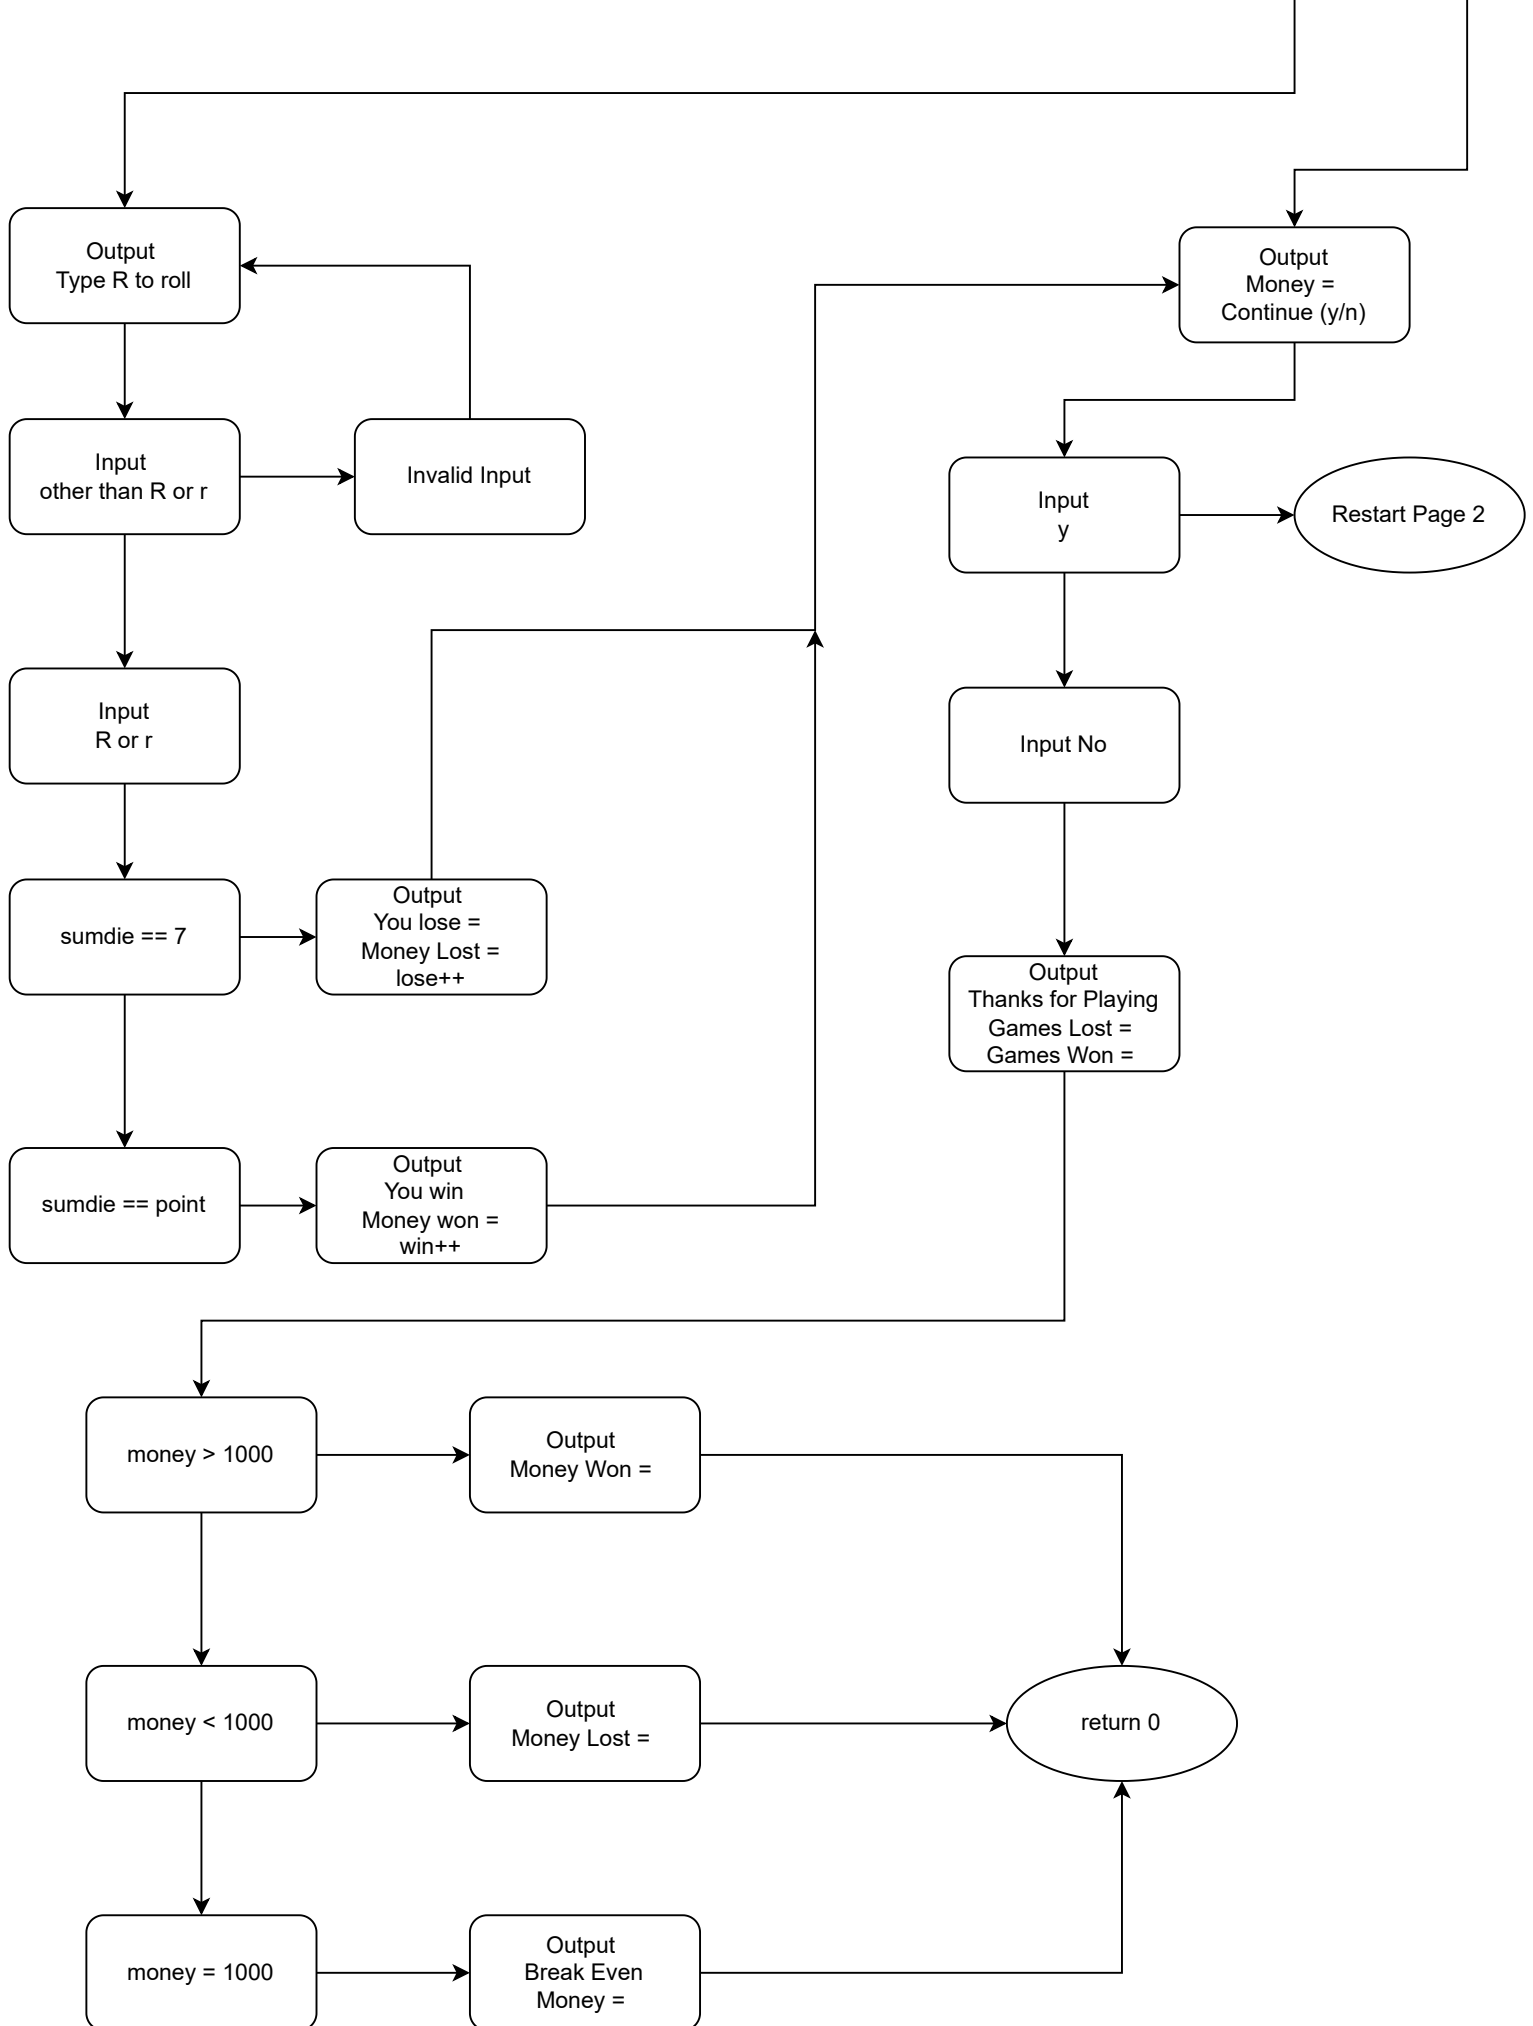 Output
Type R to roll
Output
Money =
Continue (y/n)
Input
other than R or r
Invalid Input
Input
y
Restart Page 2
Input
R or r
Input No
sumdie == 7
Output
You lose =
Money Lost =
lose++
Output
Thanks for Playing
Games Lost =
Games Won =
sumdie == point
Output
You win
Money won =
win++
money > 1000
Output
Money Won =
money < 1000
Output
Money Lost =
return 0
money = 1000
Output
Break Even
Money =